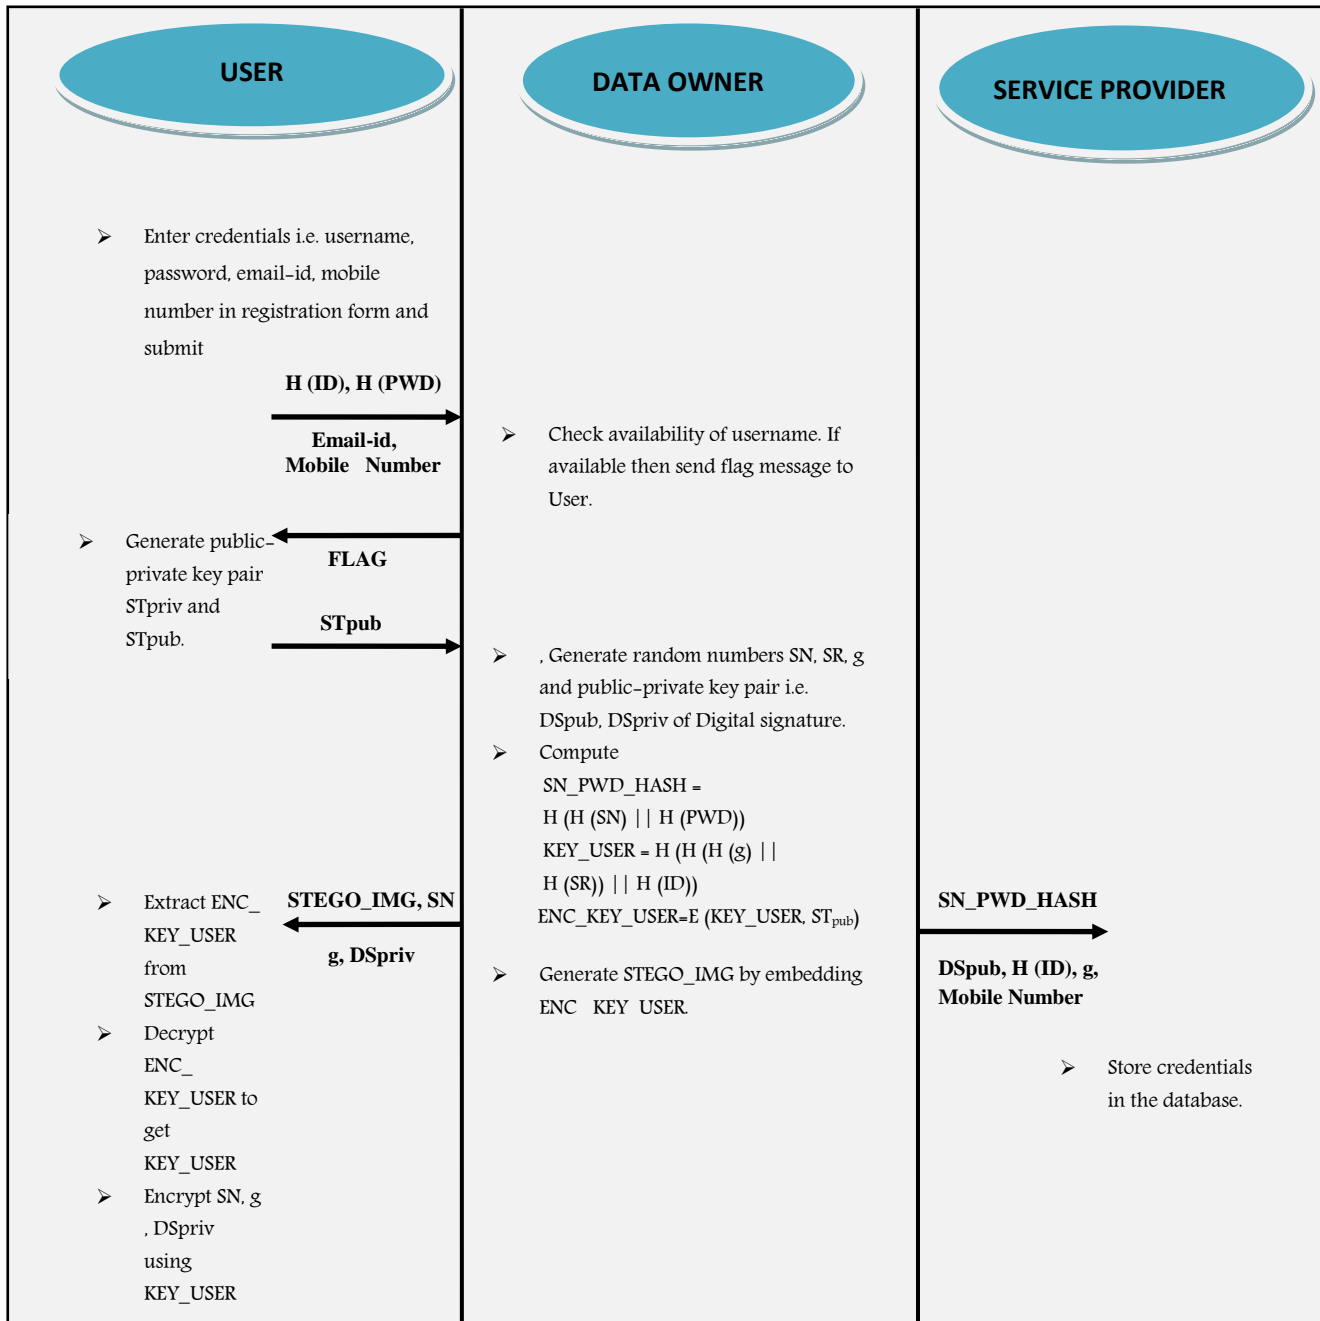 USER
DATA OWNER
SERVICE PROVIDER
➢ Enter credentials i.e. username,
password, email-id, mobile
number in registration form and
submit
H (ID), H (PWD)
Email-id,
Mobile Number
➢ Check availability of username. If
available then send flag message to
User.
FLAG
➢ Generate public-
private key pair
STpriv and
STpub.
STpub
➢ , Generate random numbers SN, SR, g
and public-private key pair i.e.
DSpub, DSpriv of Digital signature.
➢ Compute
SN_PWD_HASH =
H (H (SN) || H (PWD))
KEY_USER = H (H (H (g) ||
H (SR)) || H (ID))
ENC_KEY_USER=E (KEY_USER, STpub)
➢ Generate STEGO_IMG by embedding
ENC KEY USER.
STEGO_IMG, SN
g, DSpriv
➢ Extract ENC_
KEY_USER
from
STEGO_IMG
➢ Decrypt
ENC_
KEY_USER to
get
KEY_USER
➢ Encrypt SN, g
, DSpriv
using
KEY_USER
SN_PWD_HASH
DSpub, H (ID), g,
Mobile Number
➢ Store credentials
in the database.